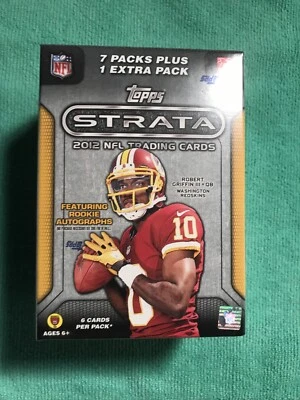 NFL
7 PACKS PLUS
1 EXTRA PACK
Topps
STRATA
2012 NFL TRADING CARDS
ROBERT
GRIFFIN III • QB
WASHINGTON
REDSKINS
FEATURING
ROOKIE
AUTOGRAPHS
10
6 CARDS
PER PACK*
AGES 6+